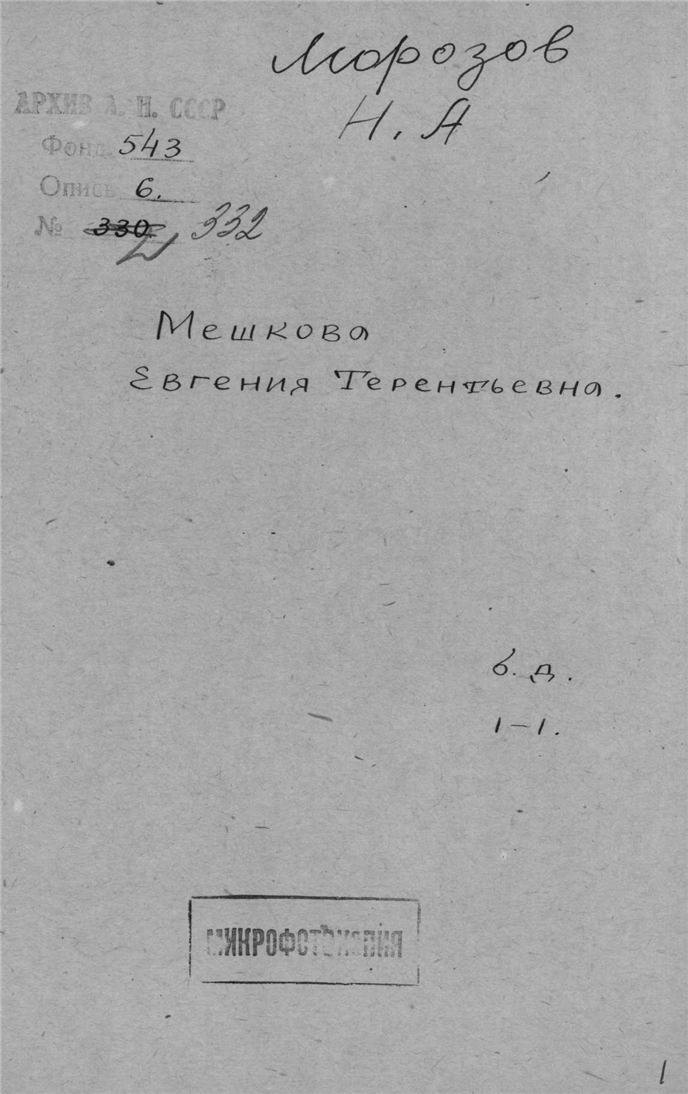 Морозов
Н. А
АРХИВ А. Н. СССР
Фонд 543
Опись 6.
№ 330 332
Мешкова
Евгения Терентьевна.
б. д.
1-1.
МИКРОФОТОКОПИЯ
1